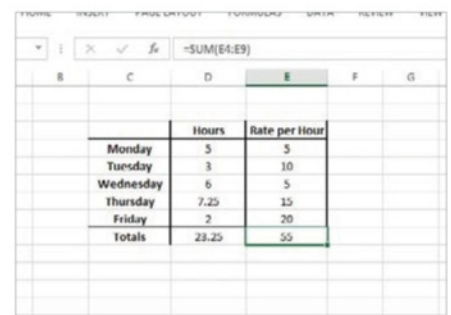 HOME INSERT PAGE LAYOUT FORMULAS DATA REVIEW VIEW
fx =SUM(E4:E9)
B C D E F G
Hours Rate per Hour
Monday 5 5
Tuesday 3 10
Wednesday 6 5
Thursday 7.25 15
Friday 2 20
Totals 23.25 55